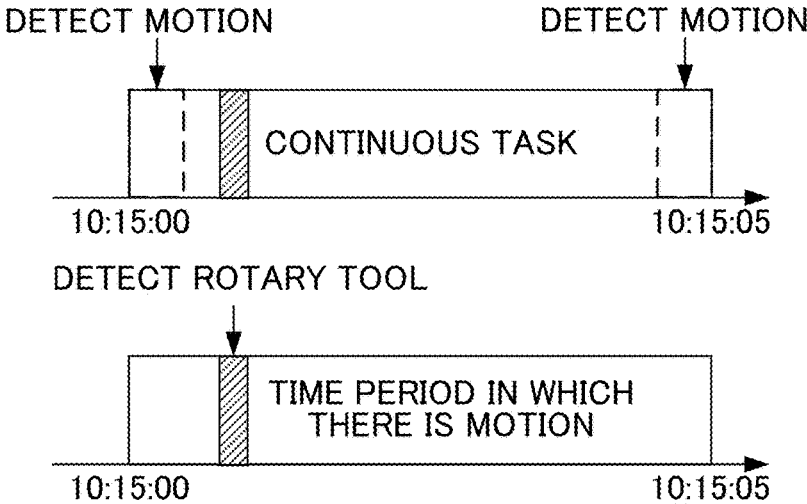 DETECT MOTION DETECT MOTION
CONTINUOUS TASK
10:15:00 10:15:05
DETECT ROTARY TOOL
TIME PERIOD IN WHICH
THERE IS MOTION
10:15:00 10:15:05